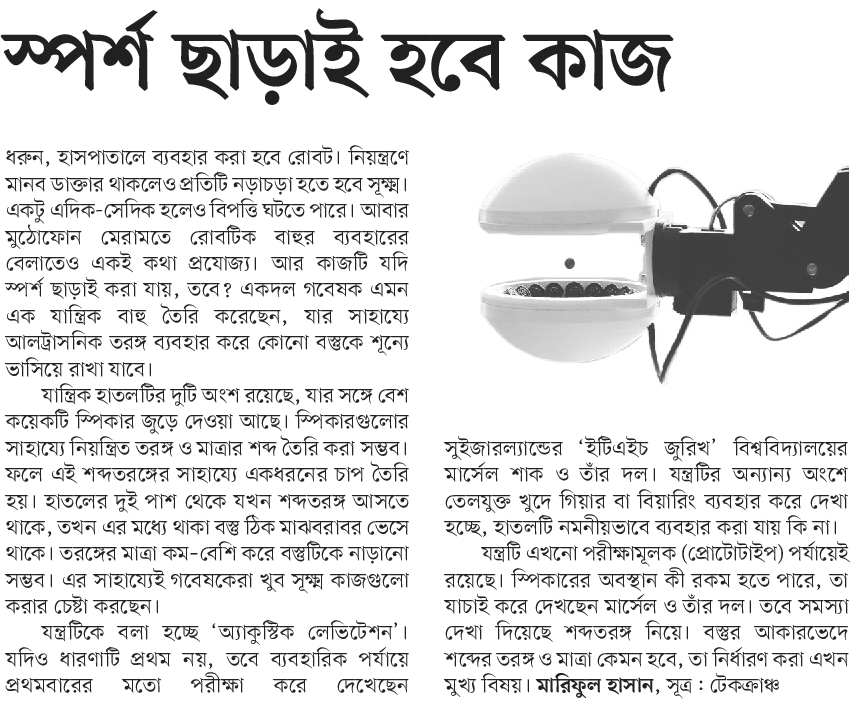 স্পর্শ ছাড়াই হবে কাজ
ধরুন, হাসপাতালে ব্যবহার করা হবে রোবট। নিয়ন্ত্রণে
মানব ডাক্তার থাকলেও প্রতিটি নড়াচড়া হতে হবে সূক্ষ্ম।
একটু এদিক-সেদিক হলেও বিপত্তি ঘটতে পারে। আবার
মুঠোফোন মেরামতে রোবটিক বাহুর ব্যবহারের
বেলাতেও একই কথা প্রযোজ্য। আর কাজটি যদি
স্পর্শ ছাড়াই করা যায়, তবে? একদল গবেষক এমন
এক যান্ত্রিক বাহু তৈরি করেছেন, যার সাহায্যে
আলট্রাসনিক তরঙ্গ ব্যবহার করে কোনো বস্তুকে শূন্যে
ভাসিয়ে রাখা যাবে।
যান্ত্রিক হাতলটির দুটি অংশ রয়েছে, যার সঙ্গে বেশ
কয়েকটি স্পিকার জুড়ে দেওয়া আছে। স্পিকারগুলোর
সাহায্যে নিয়ন্ত্রিত তরঙ্গ ও মাত্রার শব্দ তৈরি করা সম্ভব।
ফলে এই শব্দতরঙ্গের সাহায্যে একধরনের চাপ তৈরি
হয়। হাতলের দুই পাশ থেকে যখন শব্দতরঙ্গ আসতে
থাকে, তখন এর মধ্যে থাকা বস্তু ঠিক মাঝবরাবর ভেসে
থাকে। তরঙ্গের মাত্রা কম-বেশি করে বস্তুটিকে নাড়ানো
সম্ভব। এর সাহায্যেই গবেষকেরা খুব সূক্ষ্ম কাজগুলো
করার চেষ্টা করছেন।
যন্ত্রটিকে বলা হচ্ছে ‘অ্যাকুস্টিক লেভিটেশন’।
যদিও ধারণাটি প্রথম নয়, তবে ব্যবহারিক পর্যায়ে
প্রথমবারের মতো পরীক্ষা করে দেখেছেন
সুইজারল্যান্ডের ‘ইটিএইচ জুরিখ’ বিশ্ববিদ্যালয়ের
মার্সেল শাক ও তাঁর দল। যন্ত্রটির অন্যান্য অংশে
তেলযুক্ত খুদে গিয়ার বা বিয়ারিং ব্যবহার করে দেখা
হচ্ছে, হাতলটি নমনীয়ভাবে ব্যবহার করা যায় কি না।
যন্ত্রটি এখনো পরীক্ষামূলক (প্রোটোটাইপ) পর্যায়েই
রয়েছে। স্পিকারের অবস্থান কী রকম হতে পারে, তা
যাচাই করে দেখছেন মার্সেল ও তাঁর দল। তবে সমস্যা
দেখা দিয়েছে শব্দতরঙ্গ নিয়ে। বস্তুর আকারভেদে
শব্দের তরঙ্গ ও মাত্রা কেমন হবে, তা নির্ধারণ করা এখন
মুখ্য বিষয়। মারিফুল হাসান, সূত্র : টেকক্রাঞ্চ